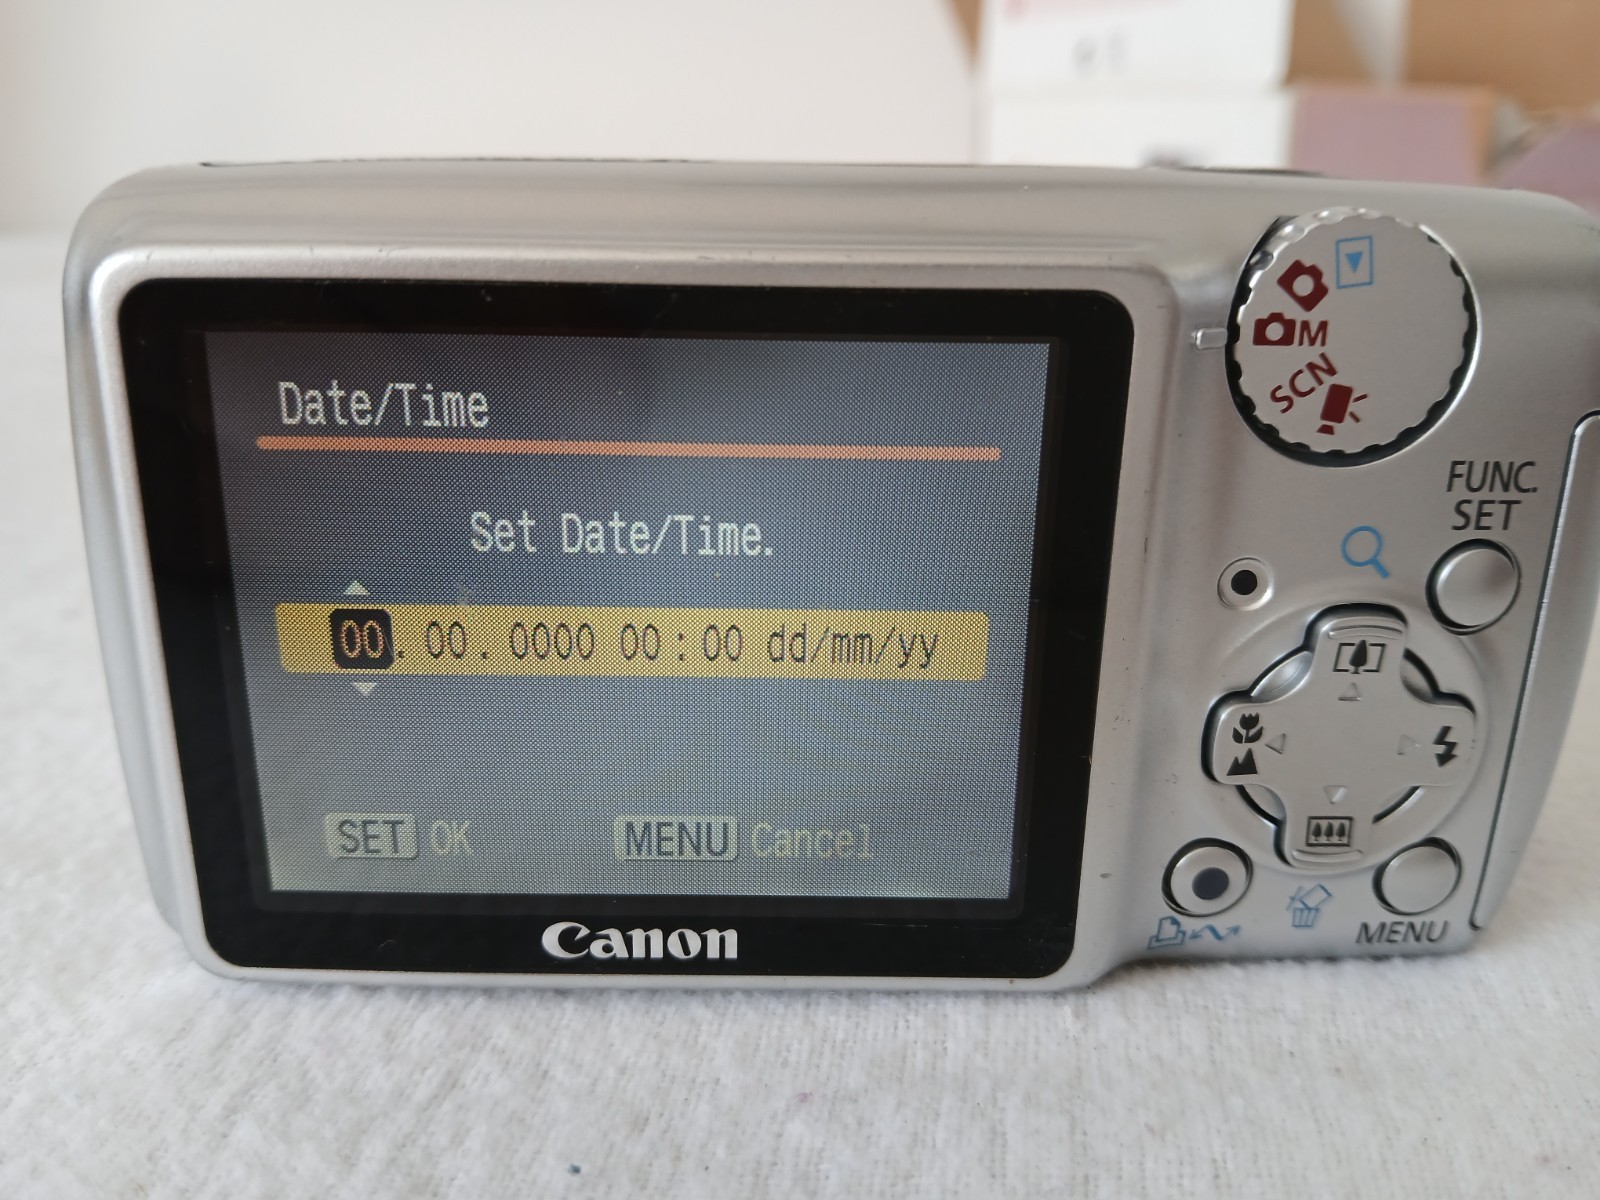 Date/Time
Set Date/Time.
00. 00. 0000 00:00 dd/mm/yy
SET OK
MENU Cancel
Canon
M
SCN
FUNC.
SET
MENU